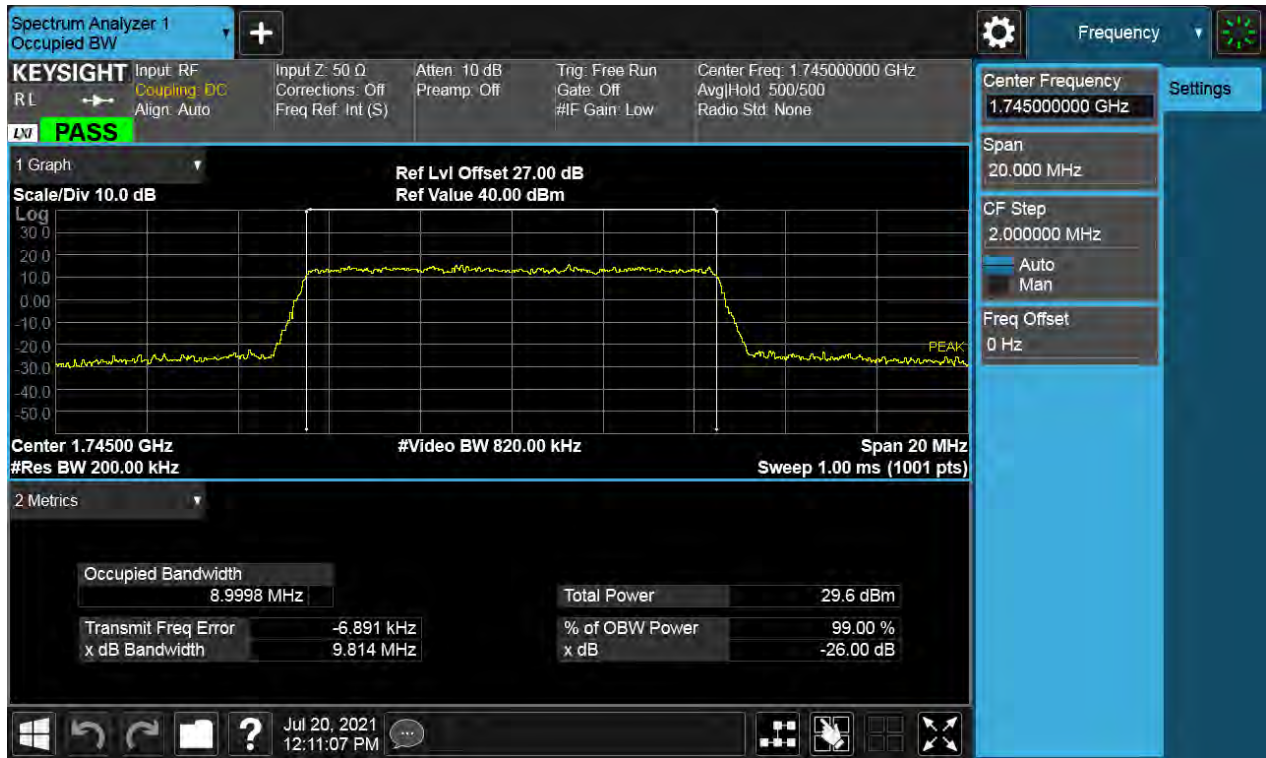 Spectrum Analyzer 1
Occupied BW
+
Frequency
KEYSIGHT
RL
LXI
PASS
Input: RF
Coupling: DC
Align: Auto
Input Z: 50 Ω
Corrections: Off
Freq Ref: Int (S)
Atten: 10 dB
Preamp: Off
Trig: Free Run
Gate: Off
#IF Gain: Low
Center Freq: 1.745000000 GHz
Avg|Hold: 500/500
Radio Std: None
Center Frequency
1.745000000 GHz
Settings
Span
20.000 MHz
CF Step
2.000000 MHz
Auto
Man
Freq Offset
0 Hz
1 Graph
Scale/Div 10.0 dB
Ref Lvl Offset 27.00 dB
Ref Value 40.00 dBm
Log
30.0
20.0
10.0
0.00
-10.0
-20.0
-30.0
-40.0
-50.0
PEAK
Center 1.74500 GHz
#Video BW 820.00 kHz
Span 20 MHz
#Res BW 200.00 kHz
Sweep 1.00 ms (1001 pts)
2 Metrics
Occupied Bandwidth
8.9998 MHz
Total Power 29.6 dBm
Transmit Freq Error -6.891 kHz
% of OBW Power 99.00 %
x dB Bandwidth 9.814 MHz
x dB -26.00 dB
?
Jul 20, 2021
12:11:07 PM